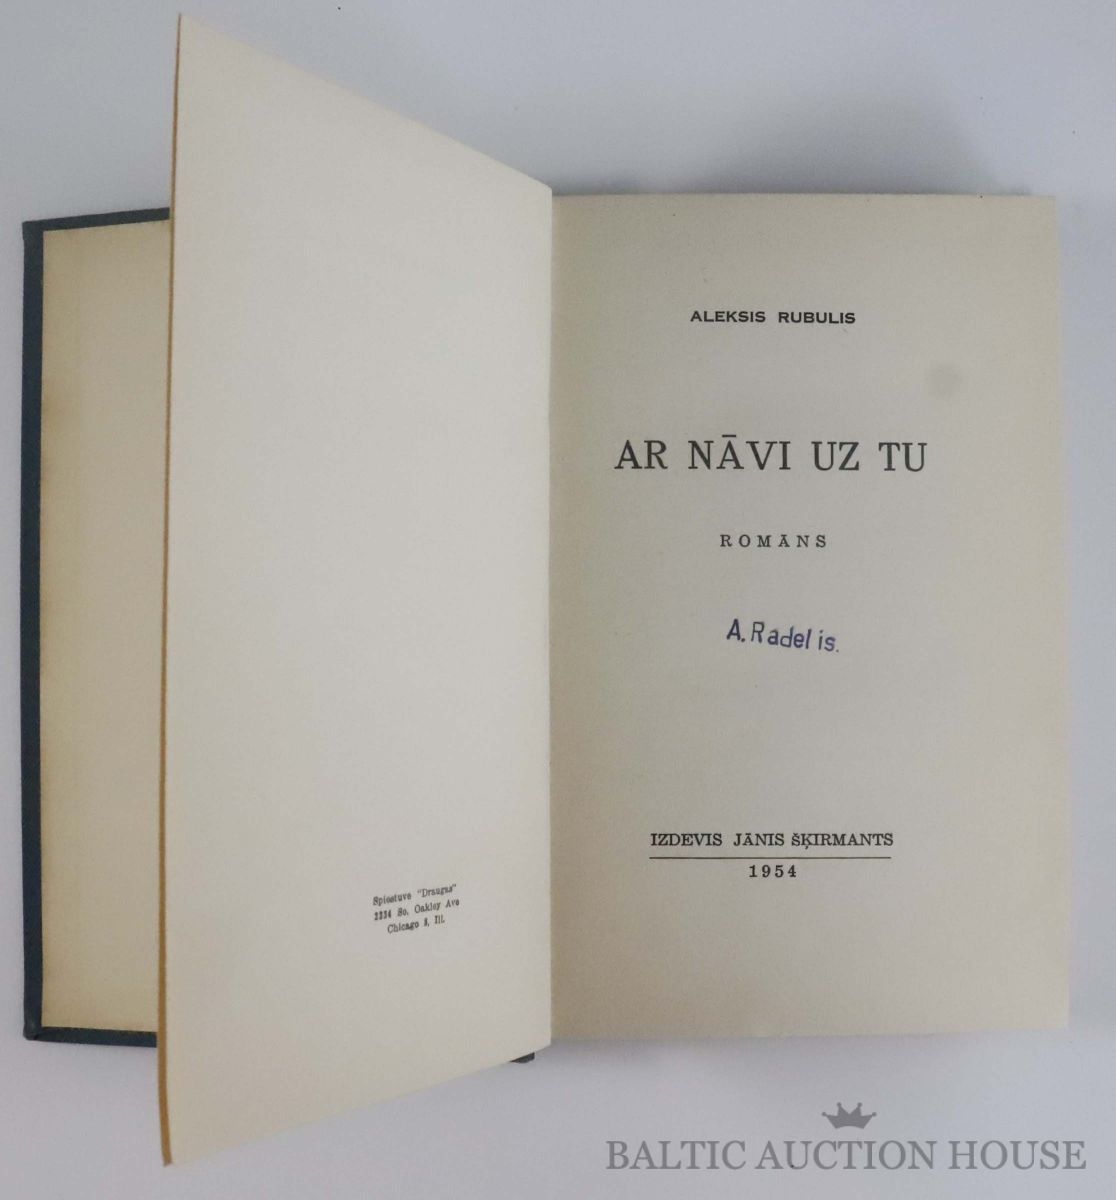 Spiestuve "Draugas"
2334 So. Oakley Ave
Chicago 8, Ill.
ALEKSIS RUBULIS
AR NĀVI UZ TU
ROMĀNS
A. Radelis.
IZDEVIS JĀNIS ŠĶIRMANTS
1954
BALTIC AUCTION HOUSE